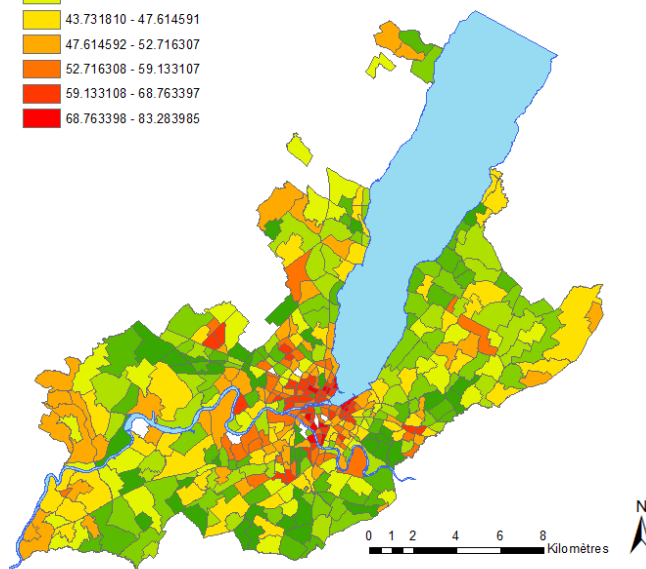 43.731810 - 47.614591
47.614592 - 52.716307
52.716308 - 59.133107
59.133108 - 68.763397
68.763398 - 83.283985
N
0 1 2 4 6 8
Kilomètres